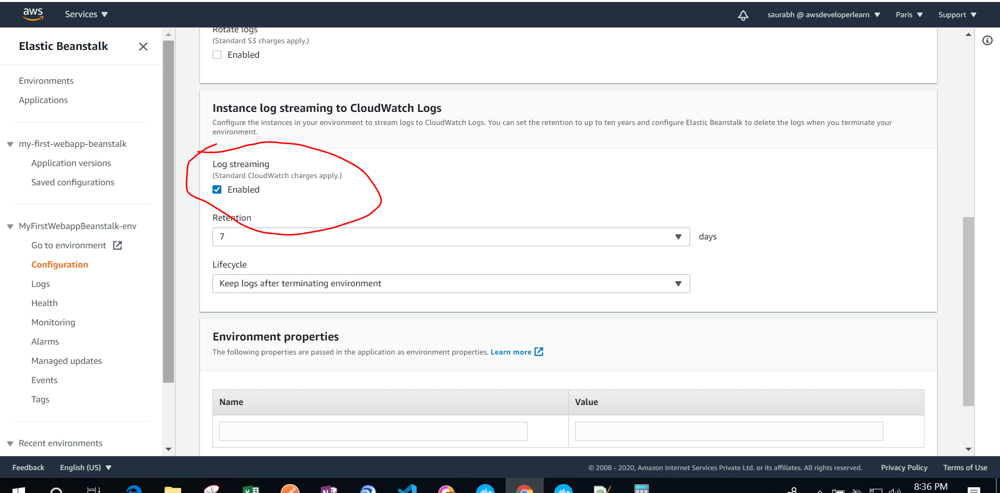 aws
Services
saurabh @ awsdeveloperlearn
Paris
Support
Elastic Beanstalk
Environments
Applications
my-first-webapp-beanstalk
Application versions
Saved configurations
MyFirstWebappBeanstalk-env
Go to environment
Configuration
Logs
Health
Monitoring
Alarms
Managed updates
Events
Tags
Recent environments
Rotate logs
(Standard S3 charges apply.)
Enabled
Instance log streaming to CloudWatch Logs
Configure the instances in your environment to stream logs to CloudWatch Logs. You can set the retention to up to ten years and configure Elastic Beanstalk to delete the logs when you terminate your
environment.
Log streaming
(Standard CloudWatch charges apply.)
Enabled
Retention
7
days
Lifecycle
Keep logs after terminating environment
Environment properties
The following properties are passed in the application as environment properties. Learn more
Name
Value
Feedback
English (US)
© 2008 - 2020, Amazon Internet Services Private Ltd. or its affiliates. All rights reserved.
Privacy Policy
Terms of Use
8:36 PM